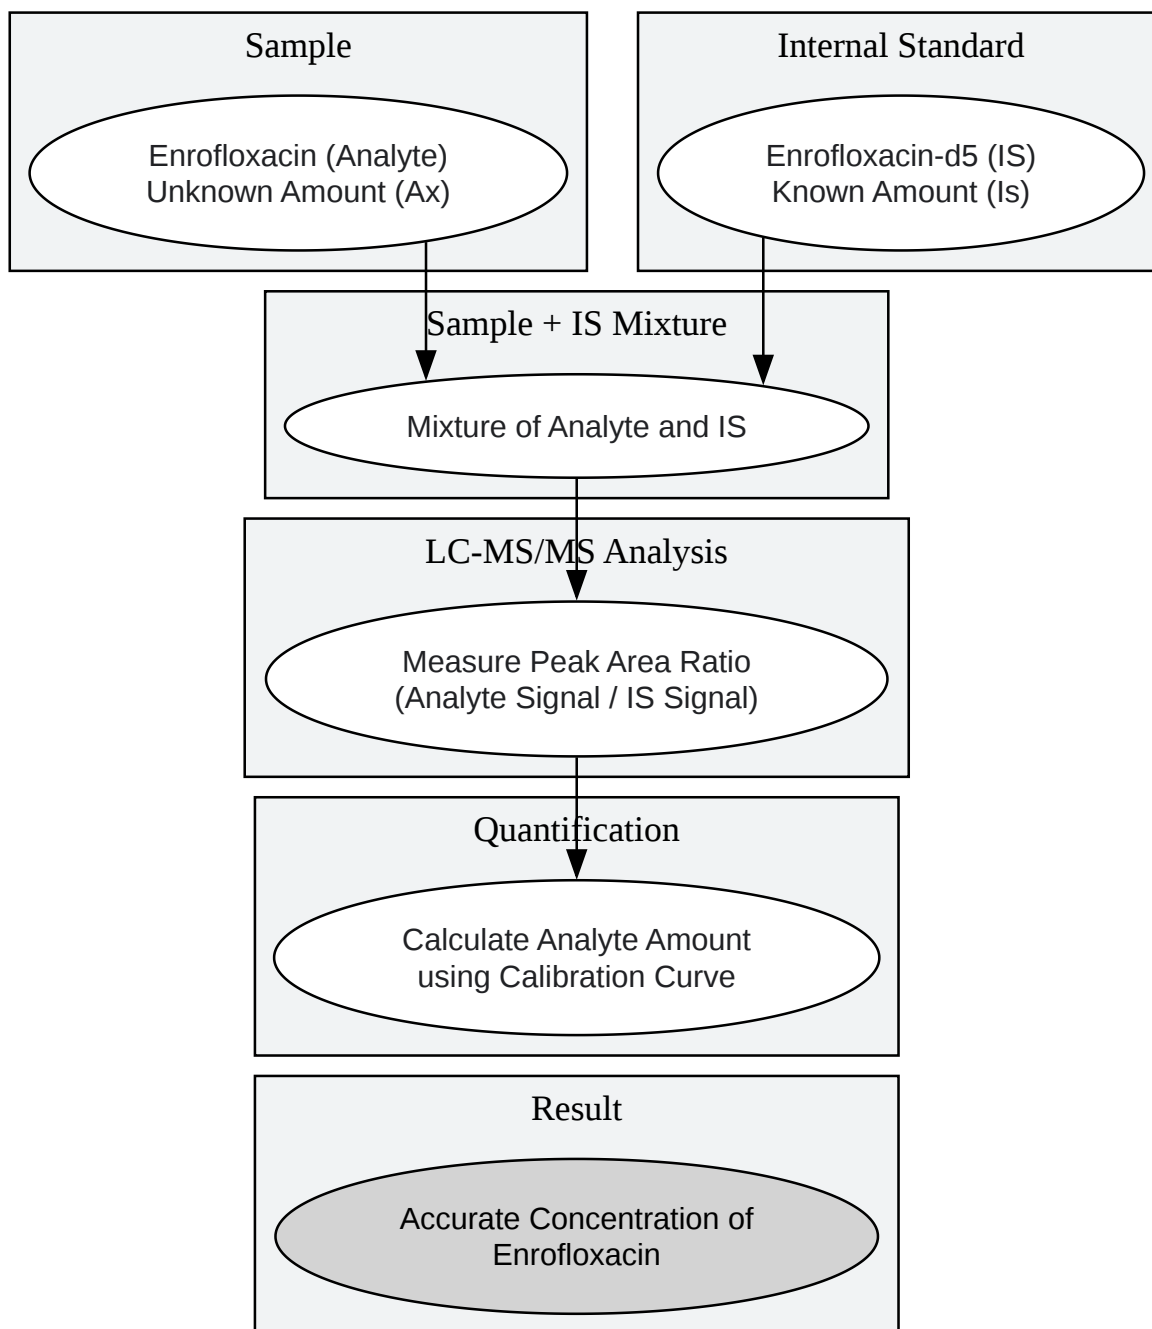 Sample
Enrofloxacin (Analyte)
Unknown Amount (Ax)
Internal Standard
Enrofloxacin-d5 (IS)
Known Amount (Is)
Sample + IS Mixture
Mixture of Analyte and IS
LC-MS/MS Analysis
Measure Peak Area Ratio
(Analyte Signal / IS Signal)
Quantification
Calculate Analyte Amount
using Calibration Curve
Result
Accurate Concentration of
Enrofloxacin